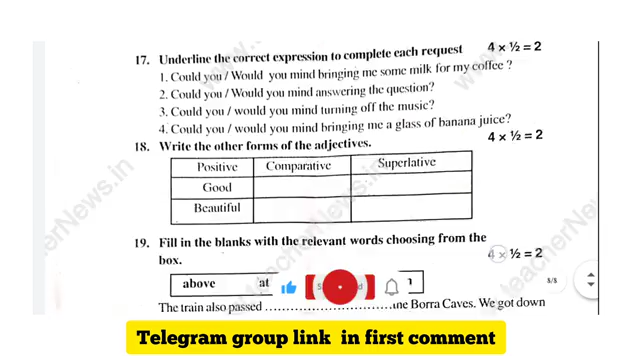 17. Underline the correct expression to complete each request 4 × ½ = 2
1. Could you / Would you mind bringing me some milk for my coffee ?
2. Could you / Would you mind answering the question?
3. Could you / would you mind turning off the music?
4. Could you / would you mind bringing me a glass of banana juice?
18. Write the other forms of the adjectives. 4 × ½ = 2
Positive Comparative Superlative
Good
Beautiful
19. Fill in the blanks with the relevant words choosing from the
box. 4 × ½ = 2
above at
8/8
The train also passed .............................. the Borra Caves. We got down
Telegram group link in first comment